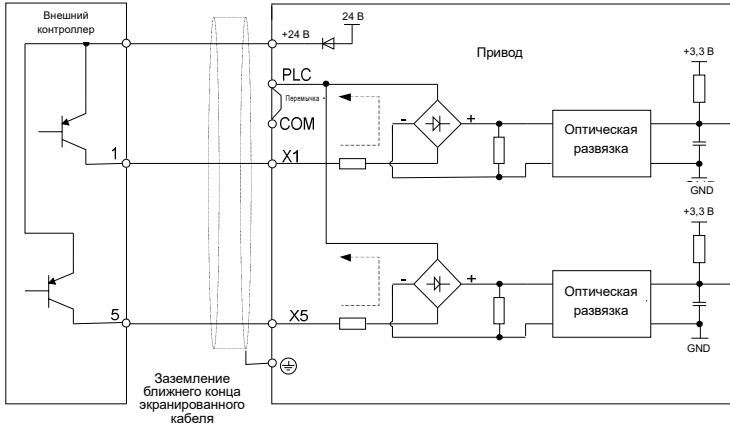 Внешний
контроллер
+24 В
24 В
Привод
+3,3 В
PLC
Перемычка
COM
-
+
Оптическая
развязка
1
X1
GND
+3,3 В
-
+
Оптическая
развязка
5
X5
GND
Заземление
ближнего конца
экранированного
кабеля